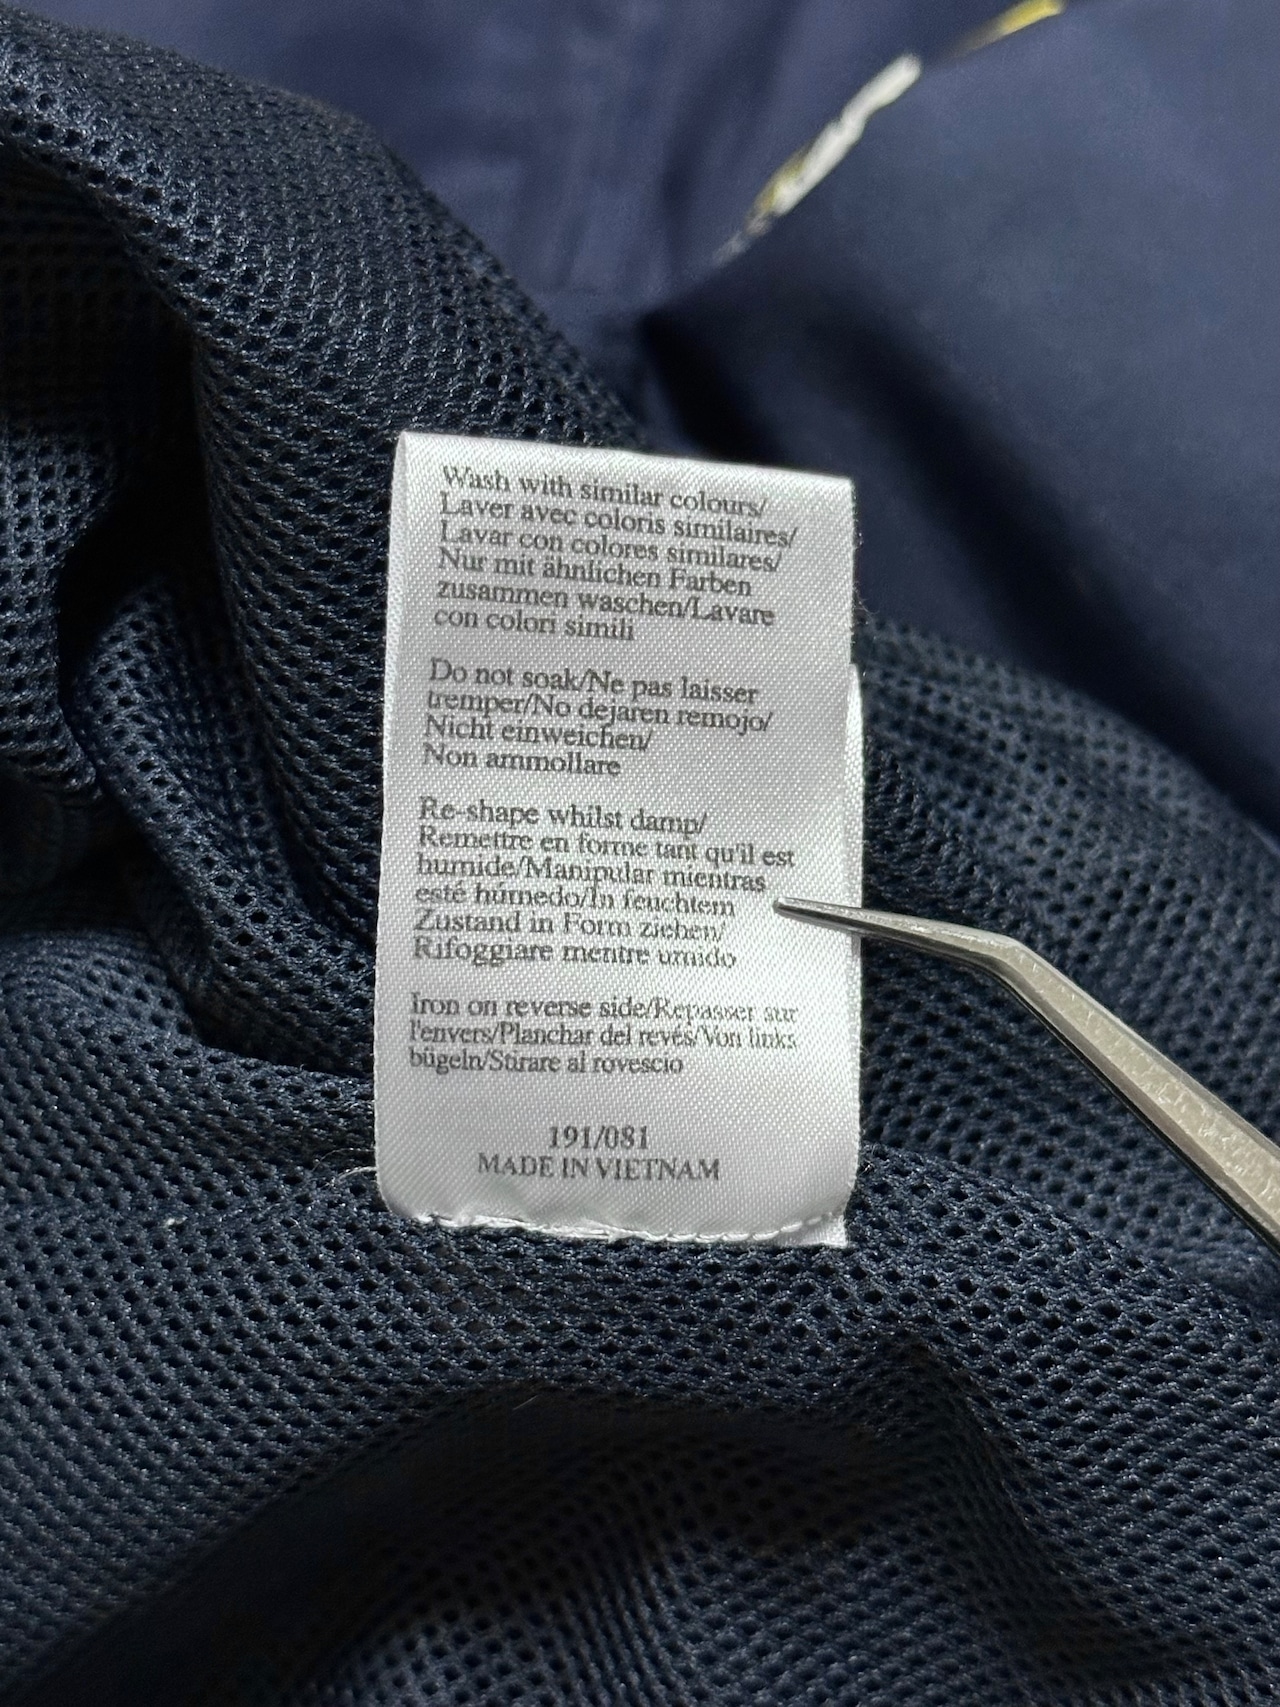 Wash with similar colours/
Laver avec coloris similaires/
Lavar con colores similares/
Nur mit ähnlichen Farben
zusammen waschen/Lavare
con colori simili
Do not soak/Ne pas laisser
tremper/No dejaren remojo/
Nicht einweichen/
Non ammollare
Re-shape whilst damp/
Remettre en forme tant qu'il est
humide/Manipular mientras
esté húmedo/In feuchtem
Zustand in Form ziehen/
Rifoggiare mentre umido
Iron on reverse side/Repasser sur
l'envers/Planchar del revés/Von links
bügeln/Stirare al rovescio
191/081
MADE IN VIETNAM